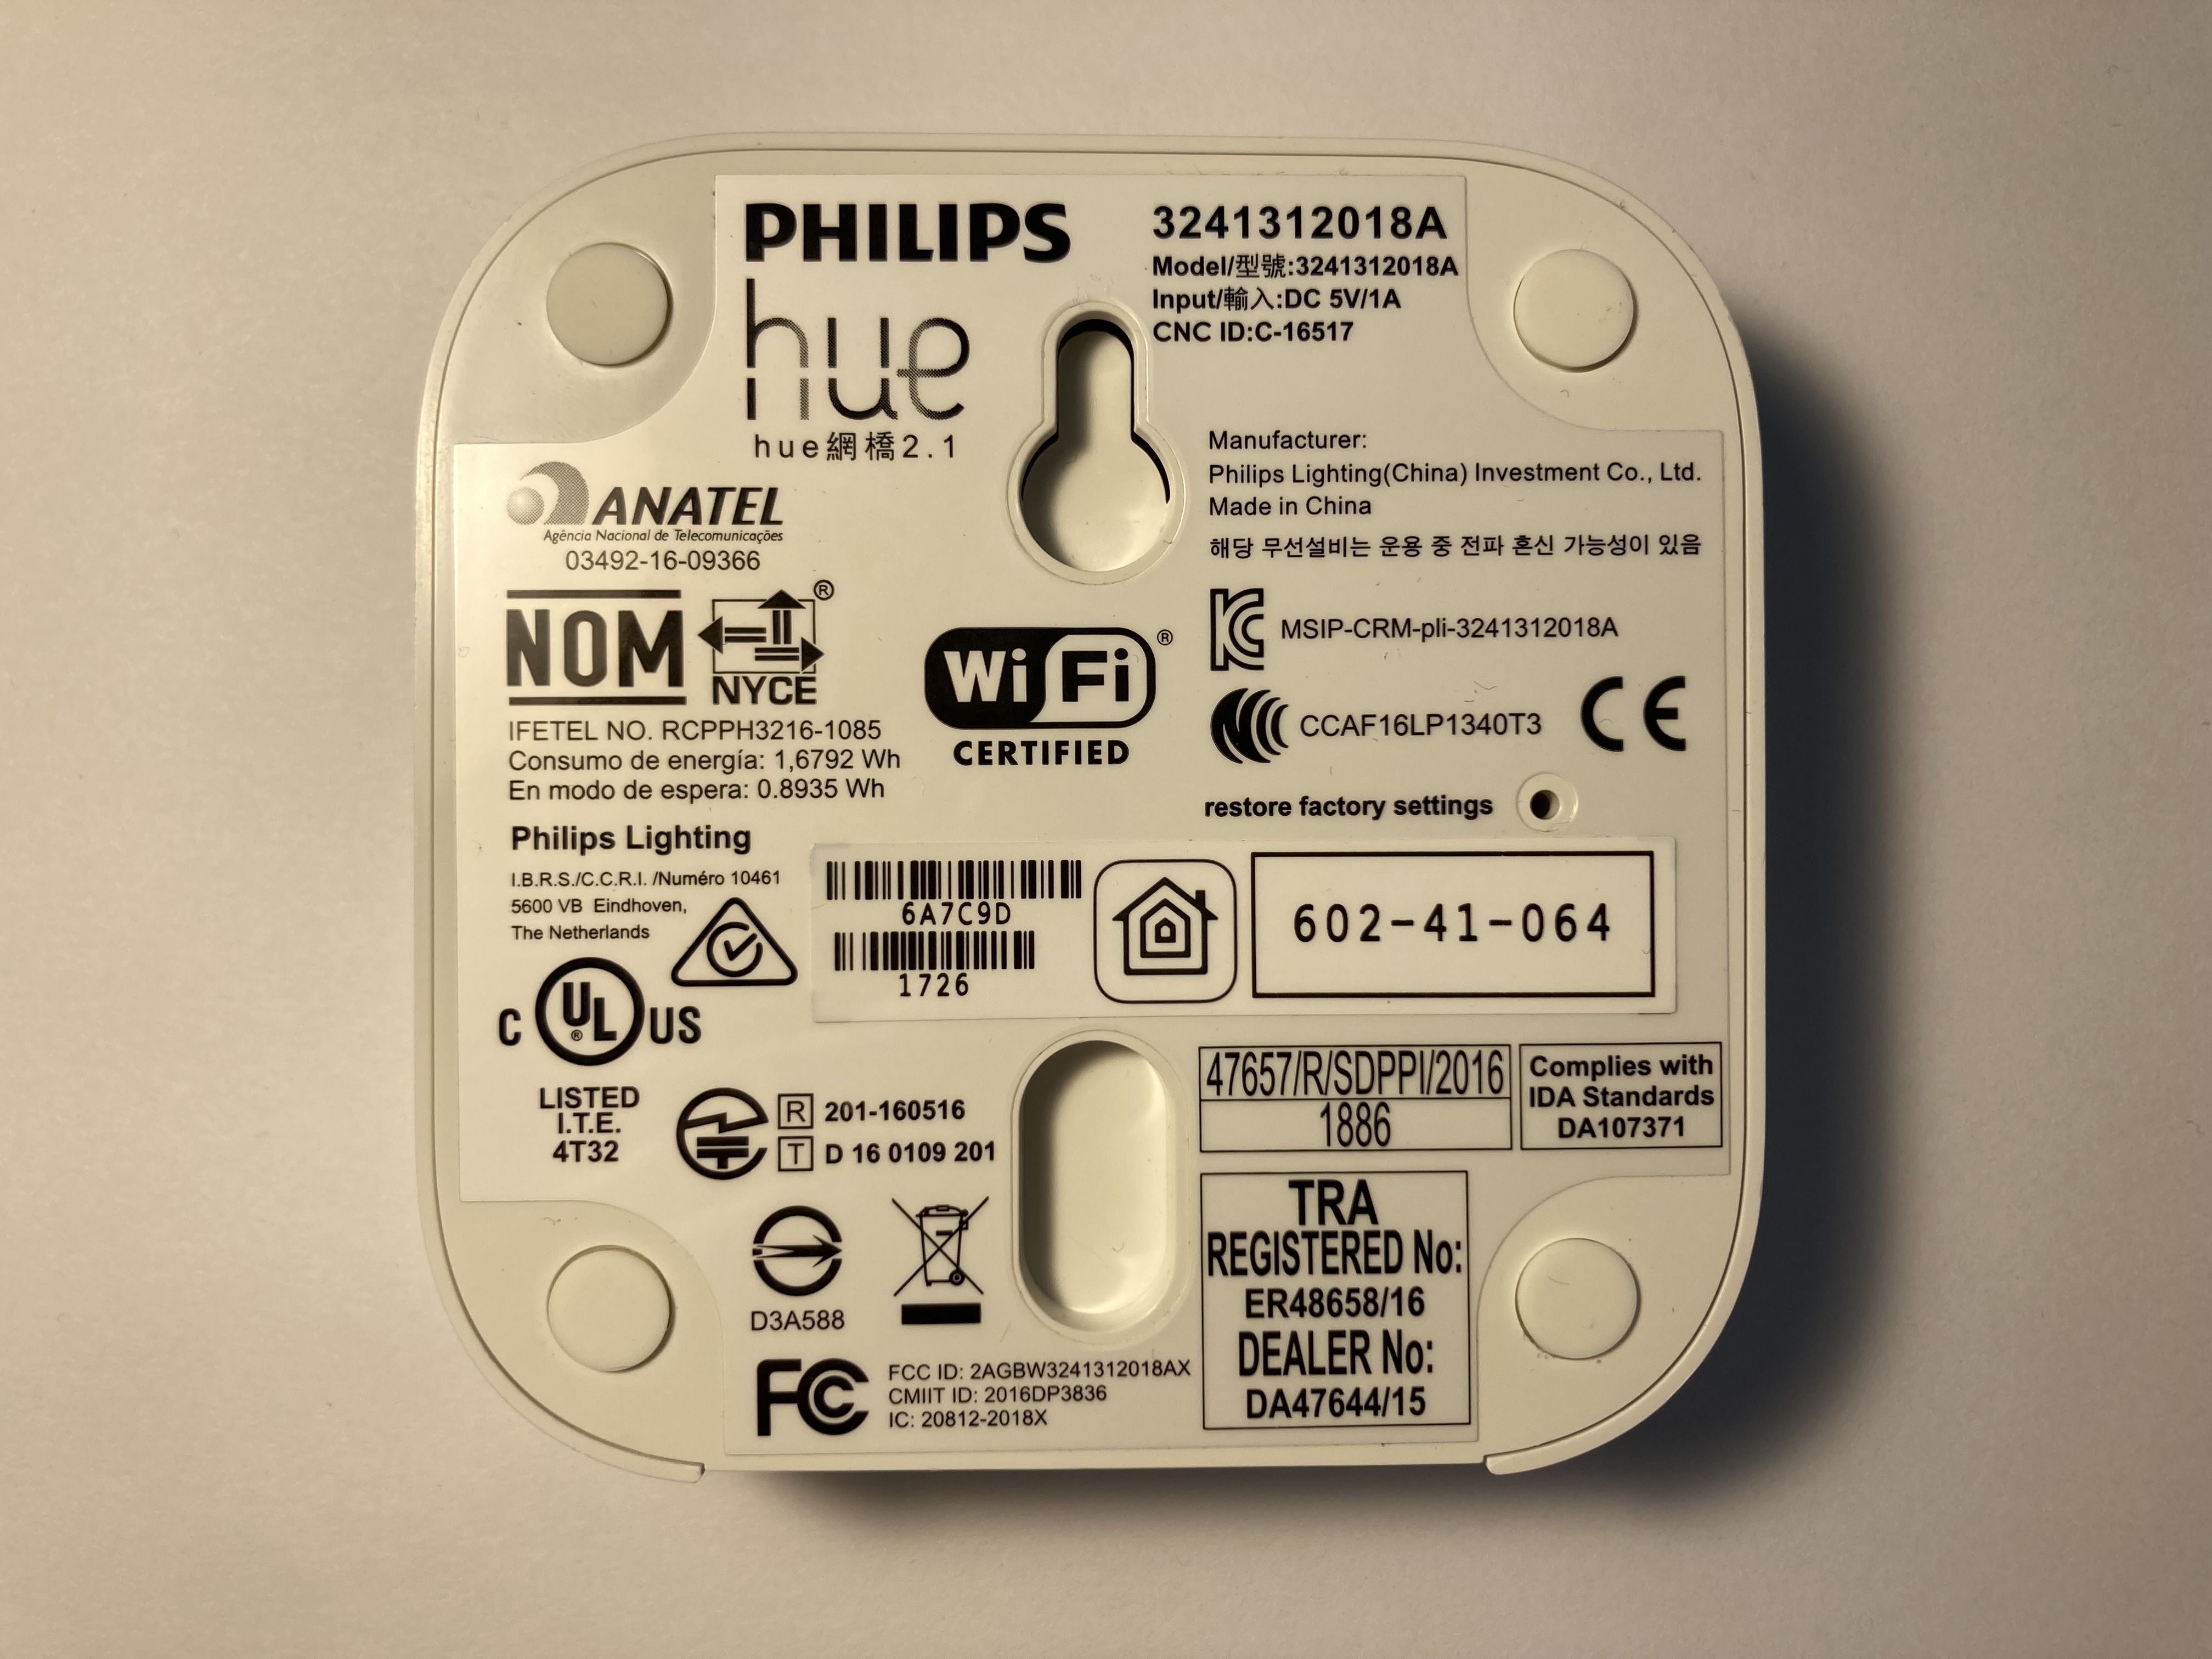 PHILIPS
hue
hue網橋2.1
3241312018A
Model/型號:3241312018A
Input/輸入:DC 5V/1A
CNC ID:C-16517
Manufacturer:
Philips Lighting(China) Investment Co., Ltd.
Made in China
해당 무선설비는 운용 중 전파 혼신 가능성이 있음
ANATEL
Agência Nacional de Telecomunicações
03492-16-09366
NOM
®
NYCE
IFETEL NO. RCPPH3216-1085
Consumo de energía: 1,6792 Wh
En modo de espera: 0.8935 Wh
WiFi®
CERTIFIED
KC MSIP-CRM-pli-3241312018A
CCAF16LP1340T3
CE
restore factory settings
Philips Lighting
I.B.R.S./C.C.R.I. /Numéro 10461
5600 VB Eindhoven,
The Netherlands
6A7C9D
1726
602-41-064
C UL® US
LISTED
I.T.E.
4T32
R 201-160516
T D 16 0109 201
47657/R/SDPPI/2016
1886
Complies with
IDA Standards
DA107371
D3A588
TRA
REGISTERED No:
ER48658/16
DEALER No:
DA47644/15
FC
FCC ID: 2AGBW3241312018AX
CMIIT ID: 2016DP3836
IC: 20812-2018X